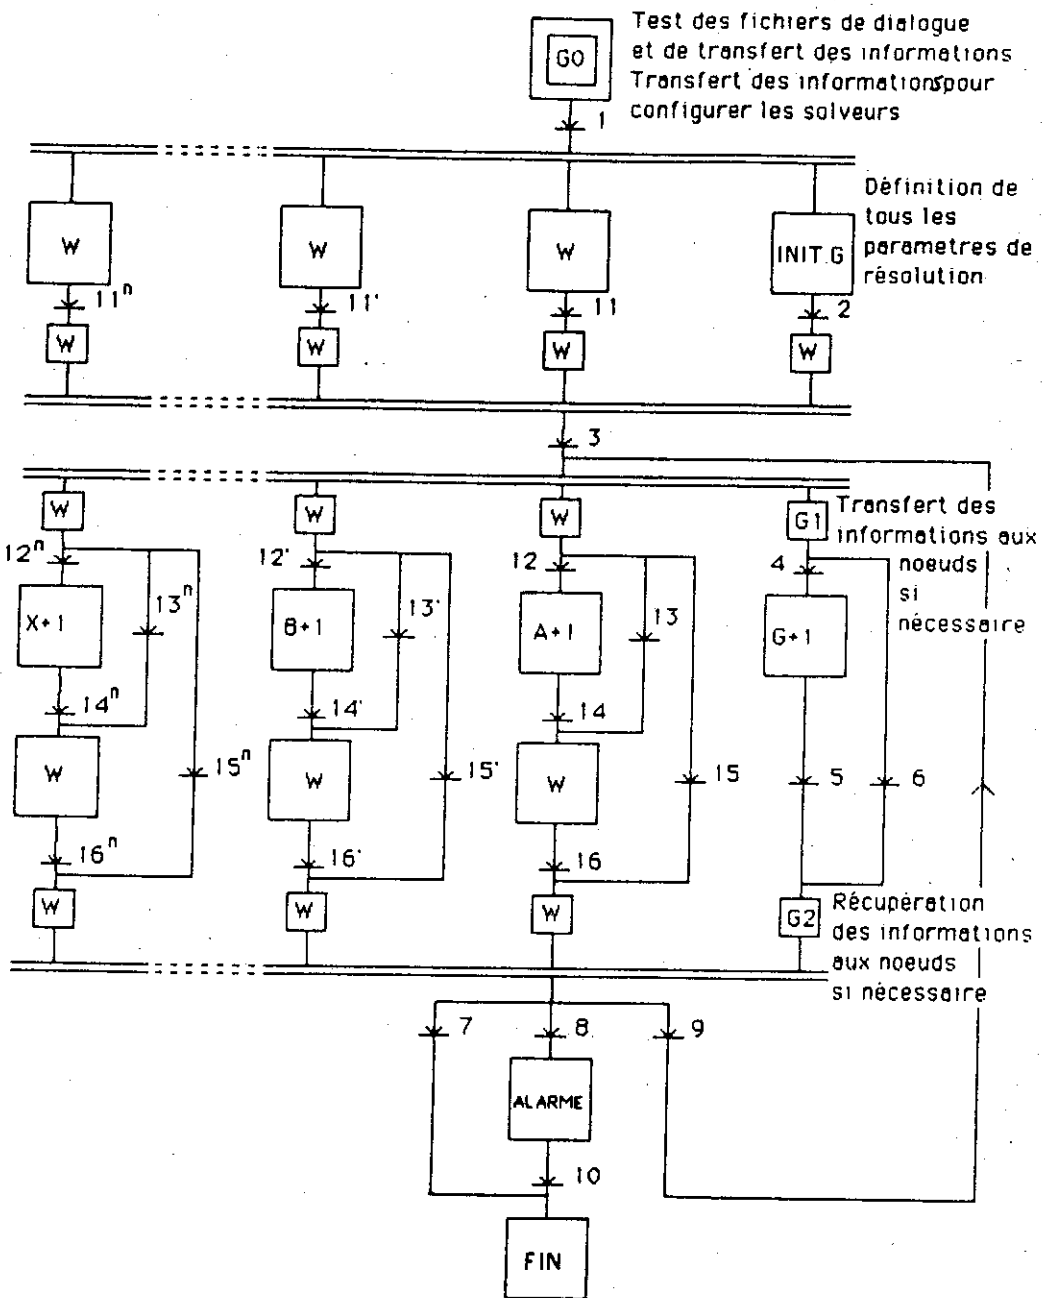 Test des fichiers de dialogue
et de transfert des informations
Transfert des informations pour
configurer les solveurs
G0
1
Définition de
tous les
parametres de
résolution
W
W
W
INIT.G
11ⁿ
11'
11
2
W
W
W
W
3
W
W
W
G1
Transfert des
informations aux
noeuds
si
nécessaire
12ⁿ
12'
12
4
13ⁿ
13'
13
X+1
B+1
A+1
G+1
14ⁿ
14'
14
W
W
W
15ⁿ
15'
15
5
6
16ⁿ
16'
16
W
W
W
G2
Récupération
des informations
aux noeuds
si nécessaire
7
8
9
ALARME
10
FIN